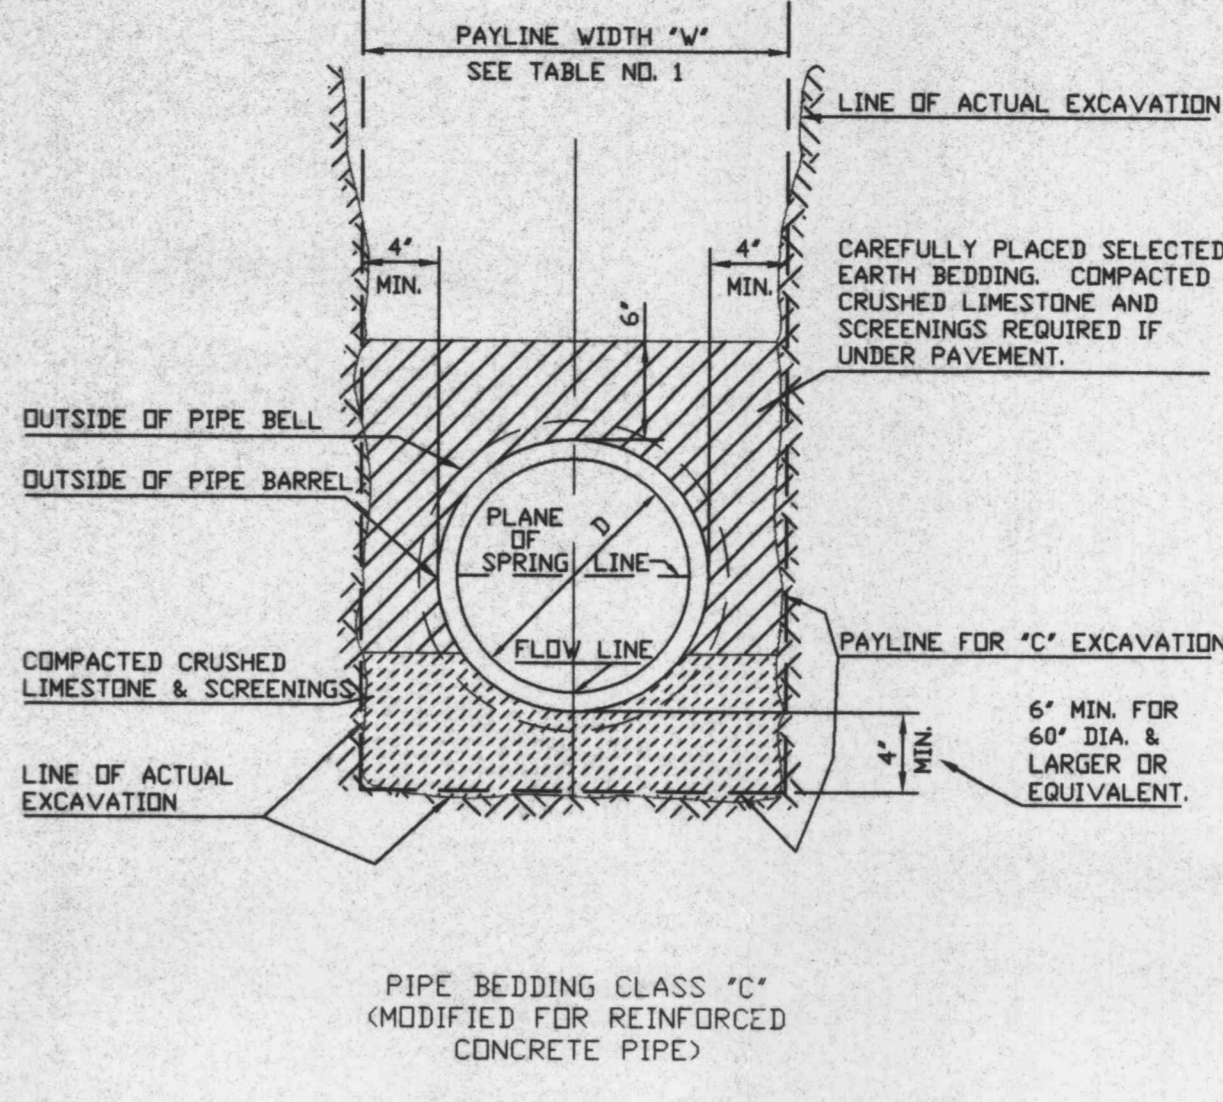 PAYLINE WIDTH "W"
SEE TABLE NO. 1
LINE OF ACTUAL EXCAVATION
4"
MIN.
4"
MIN.
6"
CAREFULLY PLACED SELECTED
EARTH BEDDING. COMPACTED
CRUSHED LIMESTONE AND
SCREENINGS REQUIRED IF
UNDER PAVEMENT.
OUTSIDE OF PIPE BELL
OUTSIDE OF PIPE BARREL
PLANE
OF
SPRING LINE
D
FLOW LINE
PAYLINE FOR "C" EXCAVATION
COMPACTED CRUSHED
LIMESTONE & SCREENINGS
4"
MIN.
6" MIN. FOR
60" DIA. &
LARGER OR
EQUIVALENT.
LINE OF ACTUAL
EXCAVATION
PIPE BEDDING CLASS "C"
(MODIFIED FOR REINFORCED
CONCRETE PIPE)